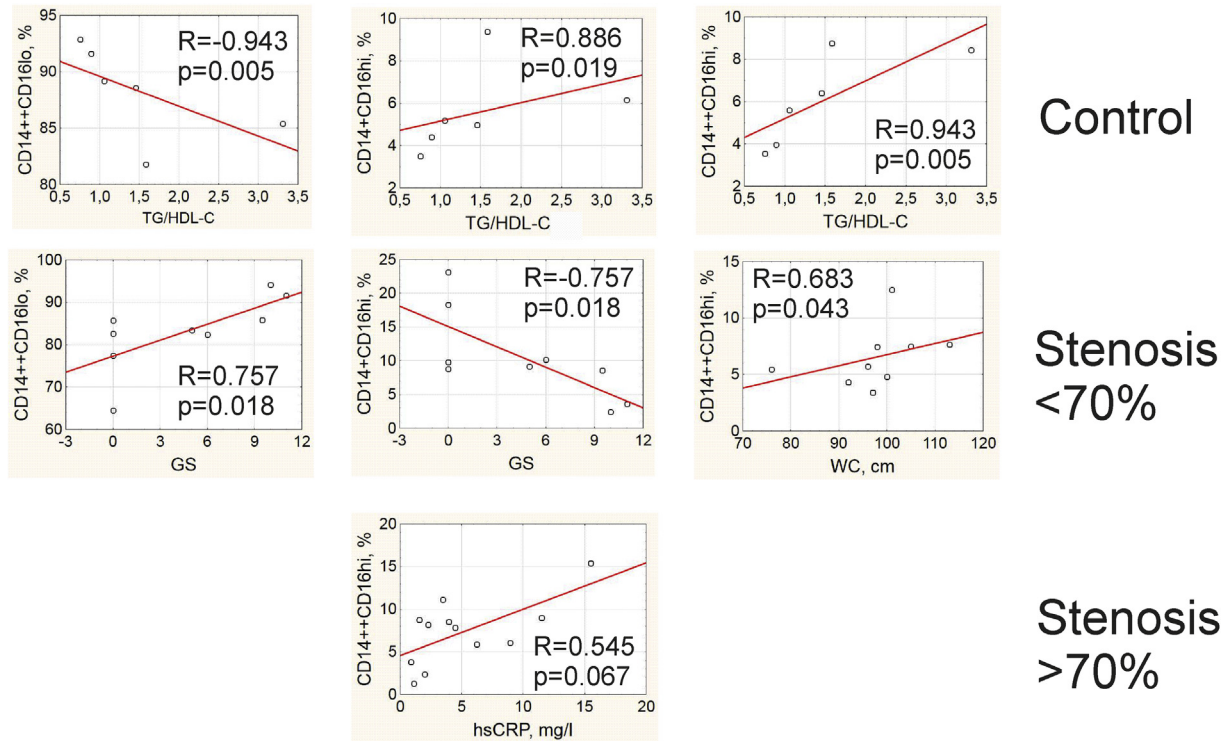 CD14++CD16lo, %
95
90
85
80
R=-0.943
p=0.005
0,5 1,0 1,5 2,0 2,5 3,0 3,5
TG/HDL-C
CD14+CD16hi, %
10
8
6
4
2
R=0.886
p=0.019
0,5 1,0 1,5 2,0 2,5 3,0 3,5
TG/HDL-C
CD14++CD16hi, %
10
8
6
4
2
R=0.943
p=0.005
0,5 1,0 1,5 2,0 2,5 3,0 3,5
TG/HDL-C
Control
CD14++CD16lo, %
100
90
80
70
60
R=0.757
p=0.018
-3 0 3 6 9 12
GS
CD14+CD16hi, %
25
20
15
10
5
0
R=-0.757
p=0.018
-3 0 3 6 9 12
GS
CD14++CD16hi, %
15
10
5
0
R=0.683
p=0.043
70 80 90 100 110 120
WC, cm
Stenosis
<70%
CD14++CD16hi, %
20
15
10
5
0
R=0.545
p=0.067
0 5 10 15 20
hsCRP, mg/l
Stenosis
>70%